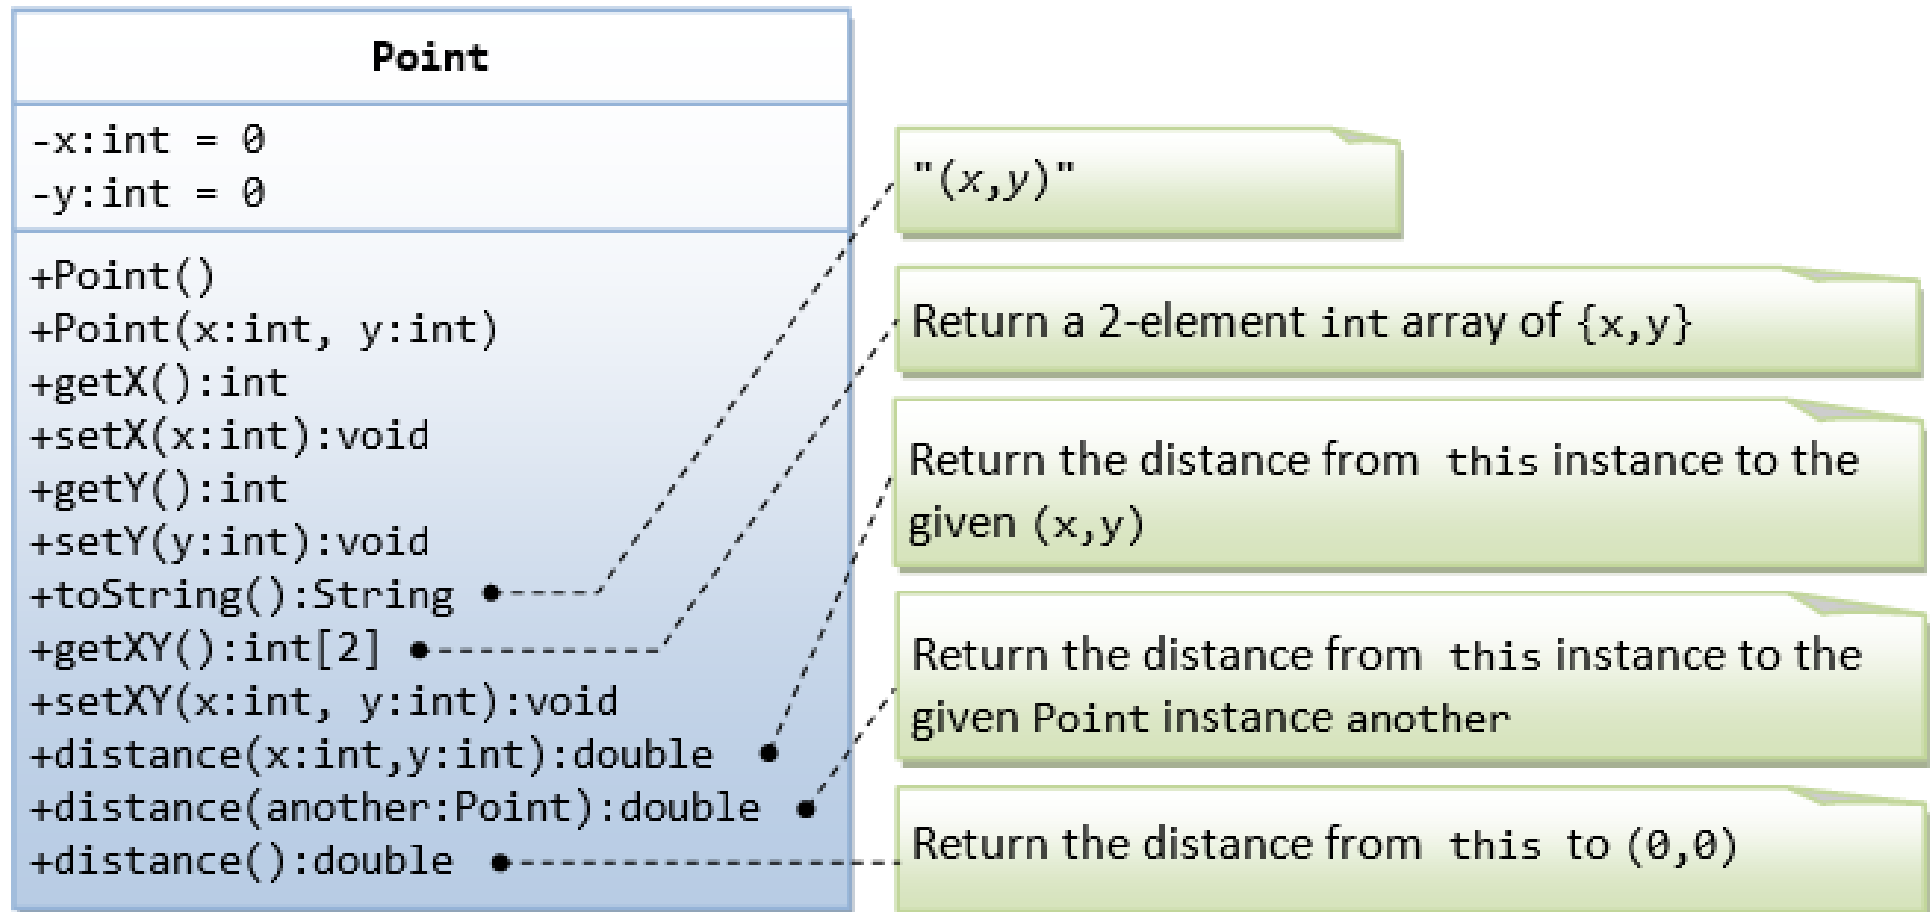 Point
-x:int = 0
-y:int = 0
+Point()
+Point(x:int, y:int)
+getX():int
+setX(x:int):void
+getY():int
+setY(y:int):void
+toString():String
+getXY():int[2]
+setXY(x:int, y:int):void
+distance(x:int,y:int):double
+distance(another:Point):double
+distance():double
"(x,y)"
Return a 2-element int array of {x,y}
Return the distance from this instance to the
given (x,y)
Return the distance from this instance to the
given Point instance another
Return the distance from this to (0,0)